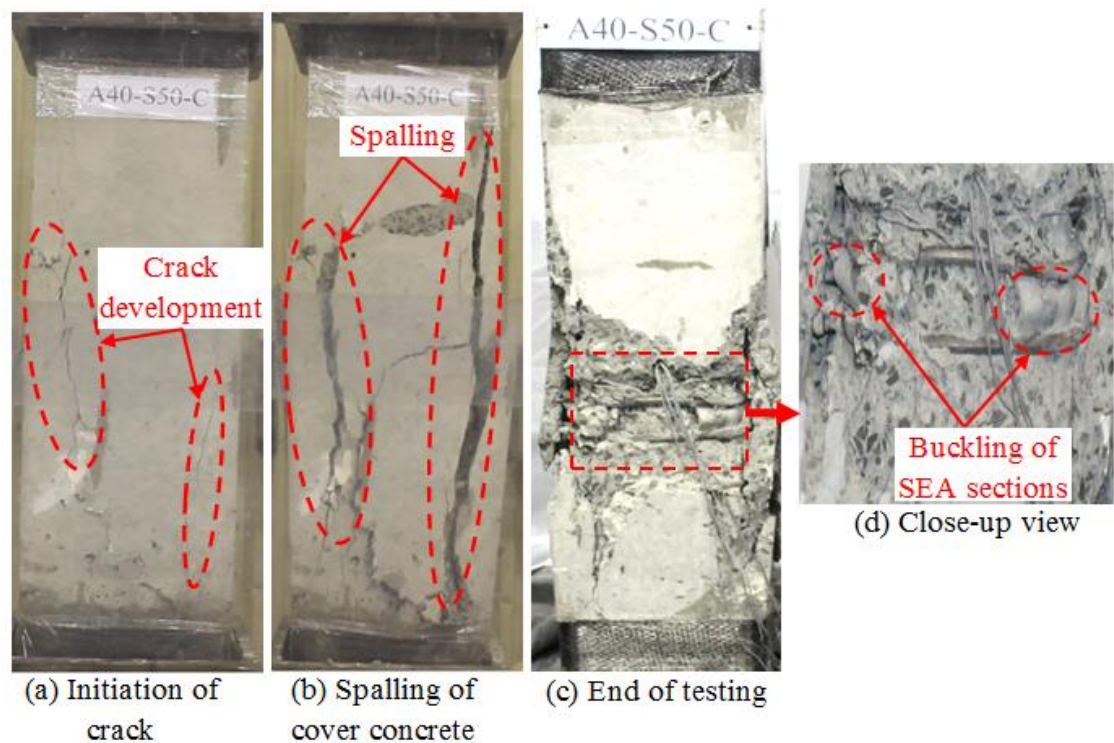 A40-S50-C
A40-S50-C
A40-S50-C
Spalling
Crack
development
Buckling of
SEA sections
(a) Initiation of
crack
(b) Spalling of
cover concrete
(c) End of testing
(d) Close-up view